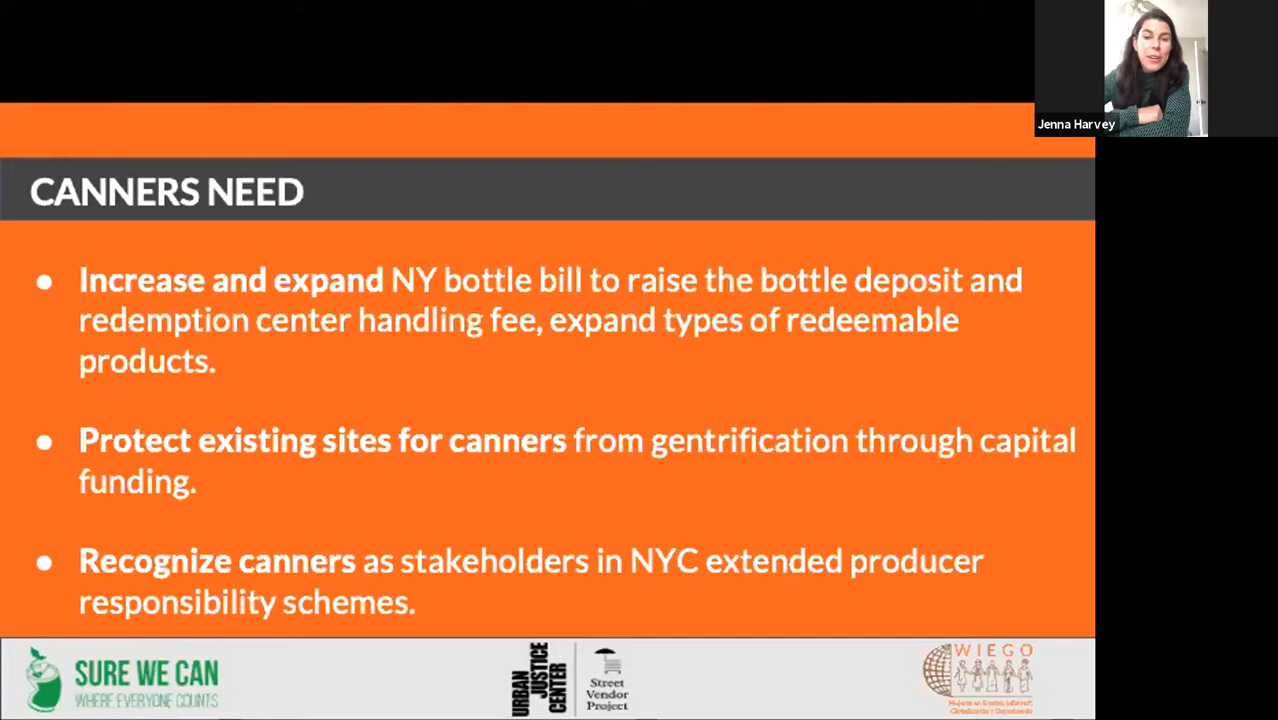 Jenna Harvey
CANNERS NEED
● Increase and expand NY bottle bill to raise the bottle deposit and
redemption center handling fee, expand types of redeemable
products.
● Protect existing sites for canners from gentrification through capital
funding.
● Recognize canners as stakeholders in NYC extended producer
responsibility schemes.
SURE WE CAN
WHERE EVERYONE COUNTS
URBAN
JUSTICE
CENTER
Street
Vendor
Project
WIEGO